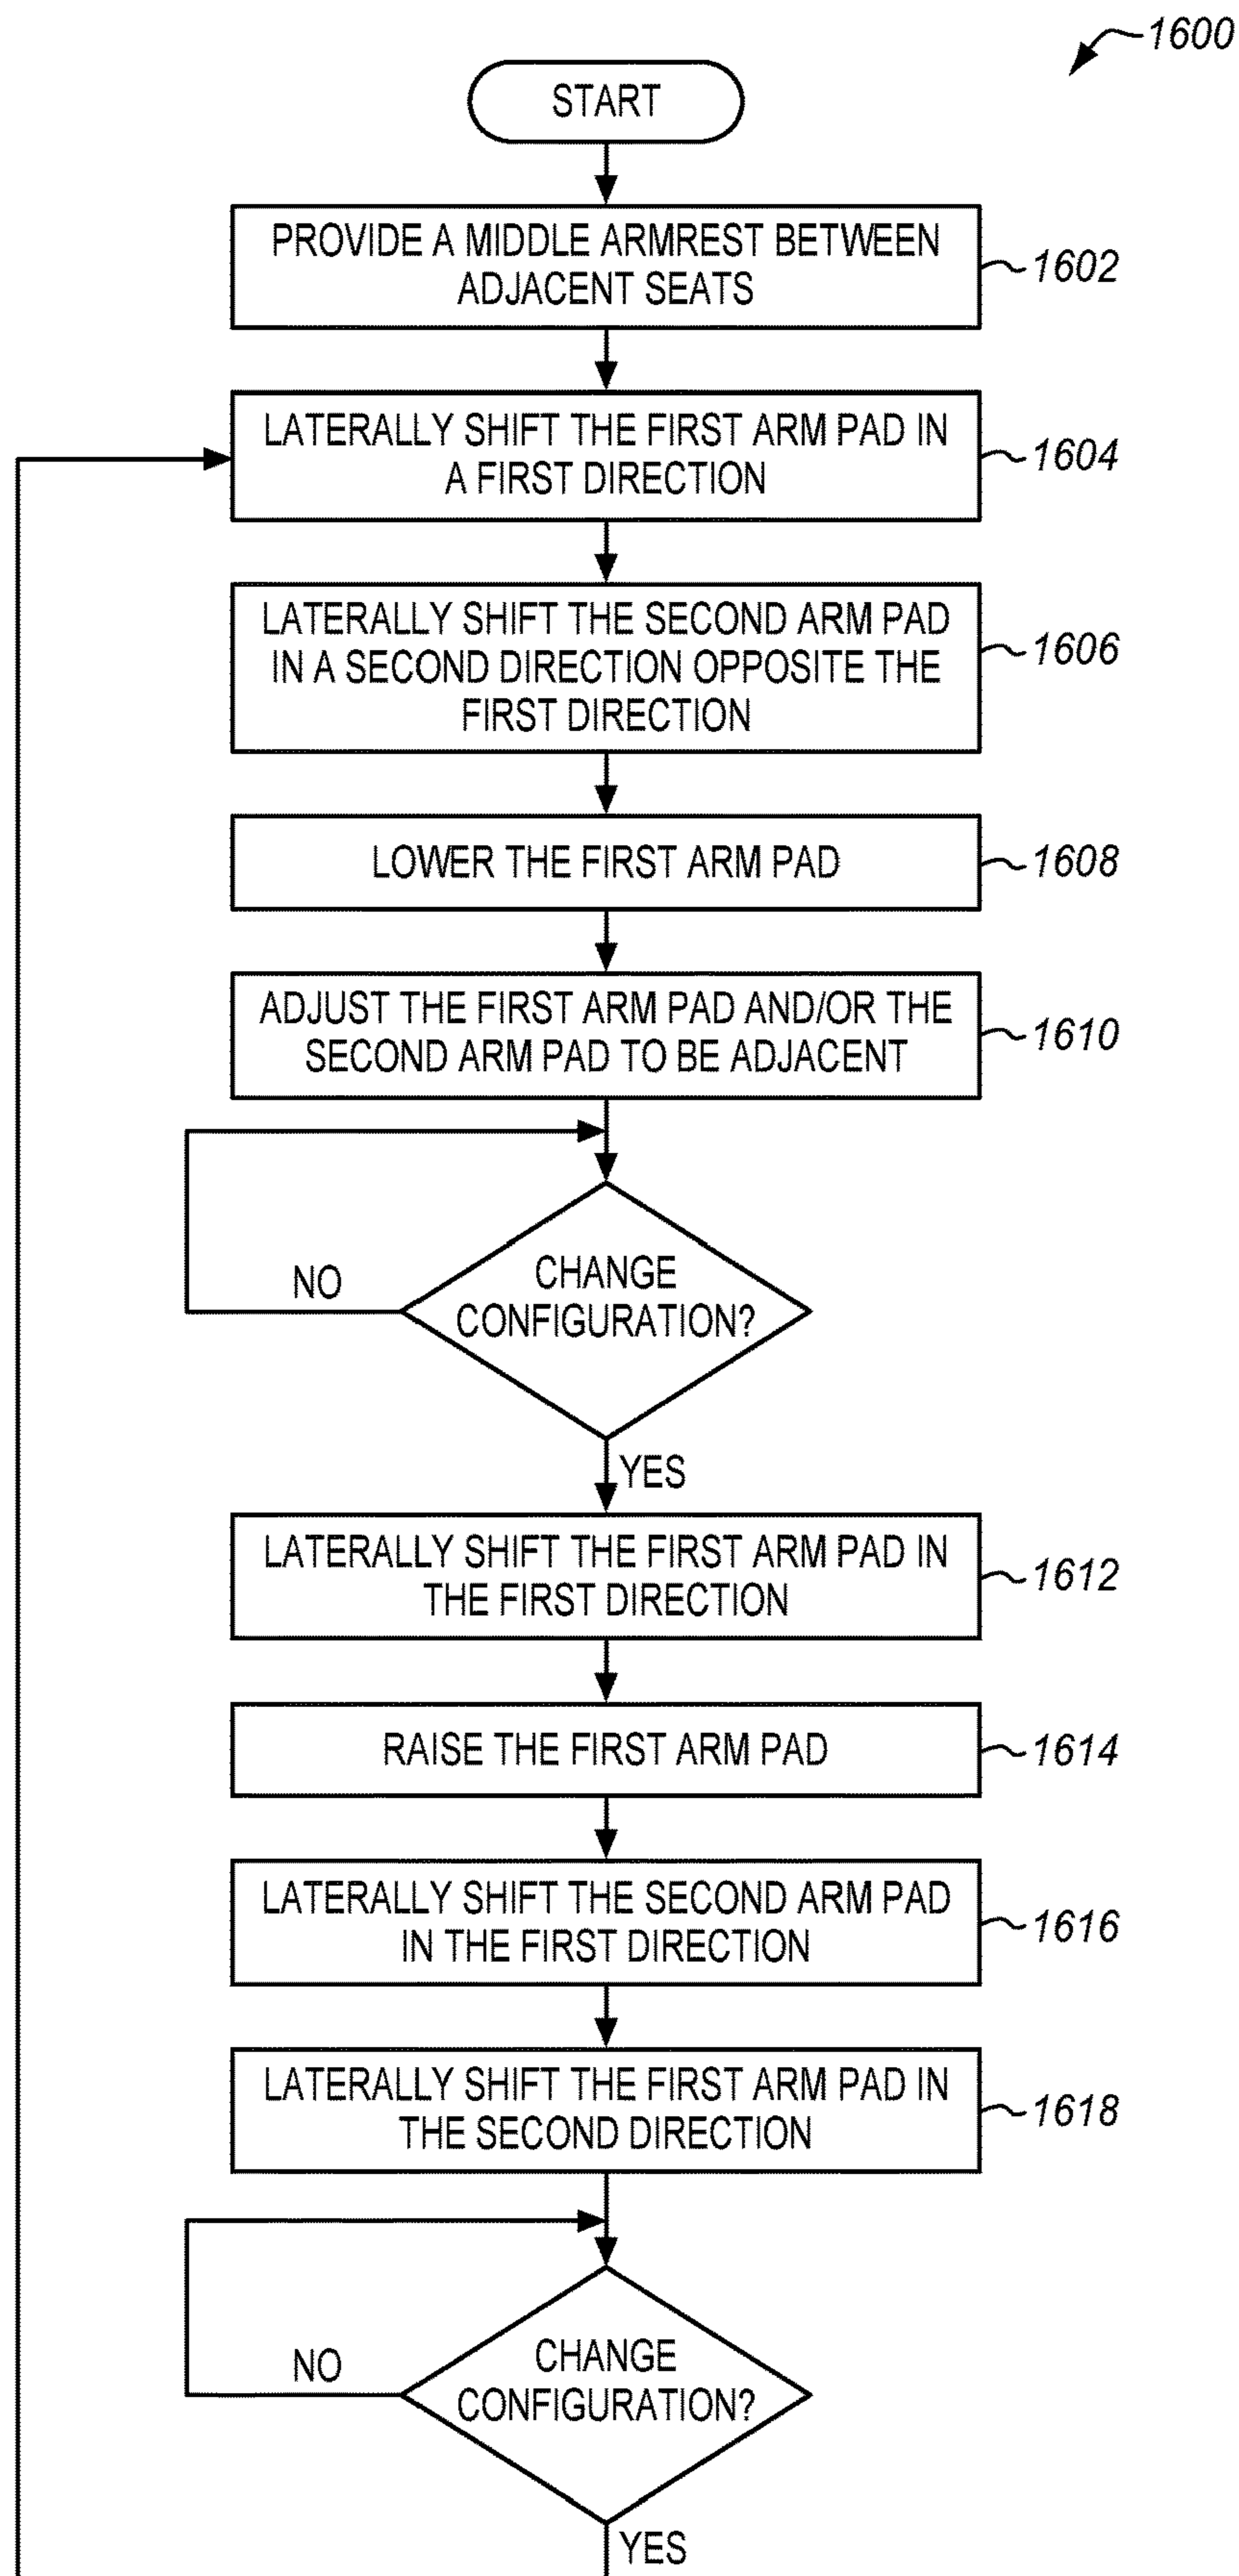 1600
START
PROVIDE A MIDDLE ARMREST BETWEEN
ADJACENT SEATS
1602
LATERALLY SHIFT THE FIRST ARM PAD IN
A FIRST DIRECTION
1604
LATERALLY SHIFT THE SECOND ARM PAD
IN A SECOND DIRECTION OPPOSITE THE
FIRST DIRECTION
1606
LOWER THE FIRST ARM PAD
1608
ADJUST THE FIRST ARM PAD AND/OR THE
SECOND ARM PAD TO BE ADJACENT
1610
CHANGE
CONFIGURATION?
NO
YES
LATERALLY SHIFT THE FIRST ARM PAD IN
THE FIRST DIRECTION
1612
RAISE THE FIRST ARM PAD
1614
LATERALLY SHIFT THE SECOND ARM PAD
IN THE FIRST DIRECTION
1616
LATERALLY SHIFT THE FIRST ARM PAD IN
THE SECOND DIRECTION
1618
CHANGE
CONFIGURATION?
NO
YES